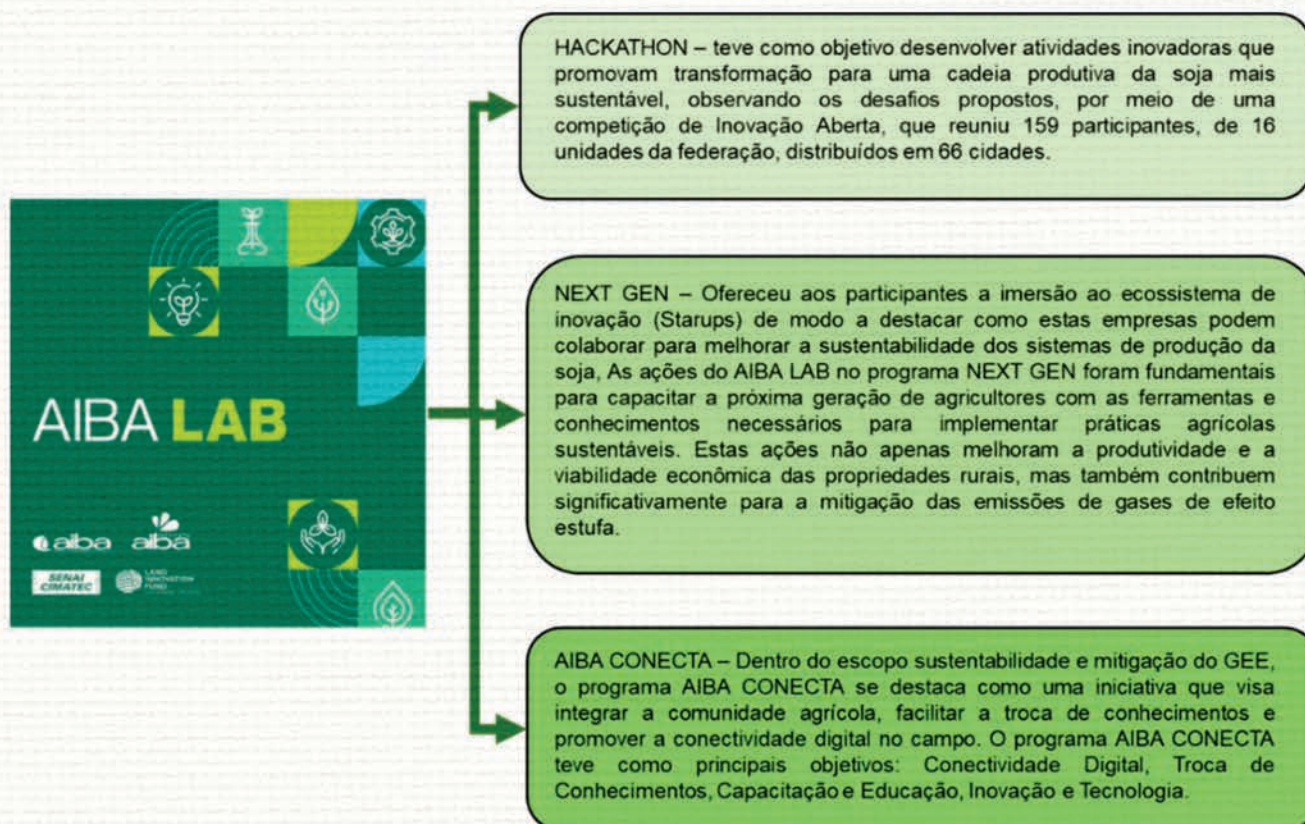 HACKATHON – teve como objetivo desenvolver atividades inovadoras que
promovam transformação para uma cadeia produtiva da soja mais
sustentável, observando os desafios propostos, por meio de uma
competição de Inovação Aberta, que reuniu 159 participantes, de 16
unidades da federação, distribuídos em 66 cidades.
AIBA LAB
aiba aiba
SENAI
CIMATEC
LAND
INNOVATION
FUND
NEXT GEN – Ofereceu aos participantes a imersão ao ecossistema de
inovação (Starups) de modo a destacar como estas empresas podem
colaborar para melhorar a sustentabilidade dos sistemas de produção da
soja, As ações do AIBA LAB no programa NEXT GEN foram fundamentais
para capacitar a próxima geração de agricultores com as ferramentas e
conhecimentos necessários para implementar práticas agrícolas
sustentáveis. Estas ações não apenas melhoram a produtividade e a
viabilidade econômica das propriedades rurais, mas também contribuem
significativamente para a mitigação das emissões de gases de efeito
estufa.
AIBA CONECTA – Dentro do escopo sustentabilidade e mitigação do GEE,
o programa AIBA CONECTA se destaca como uma iniciativa que visa
integrar a comunidade agrícola, facilitar a troca de conhecimentos e
promover a conectividade digital no campo. O programa AIBA CONECTA
teve como principais objetivos: Conectividade Digital, Troca de
Conhecimentos, Capacitação e Educação, Inovação e Tecnologia.